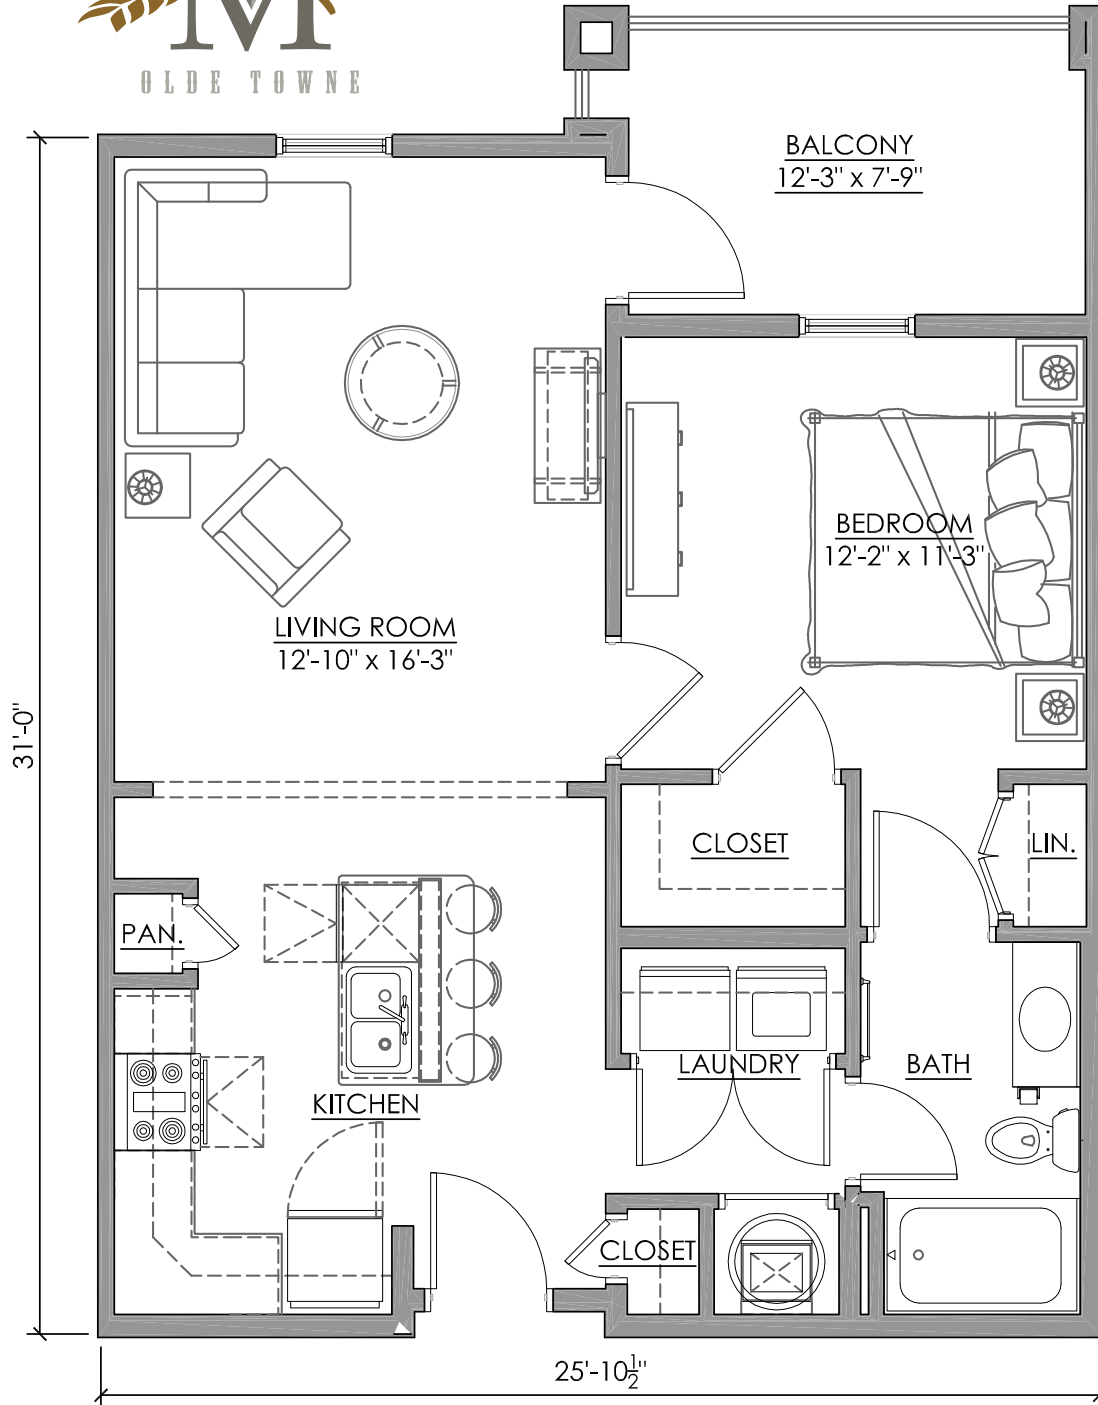 M
OLDE TOWNE
BALCONY
12'-3" x 7'-9"
BEDROOM
12'-2" x 11'-3"
LIVING ROOM
12'-10" x 16'-3"
31'-0"
CLOSET
LIN.
PAN.
LAUNDRY
BATH
KITCHEN
CLOSET
25'-10½"